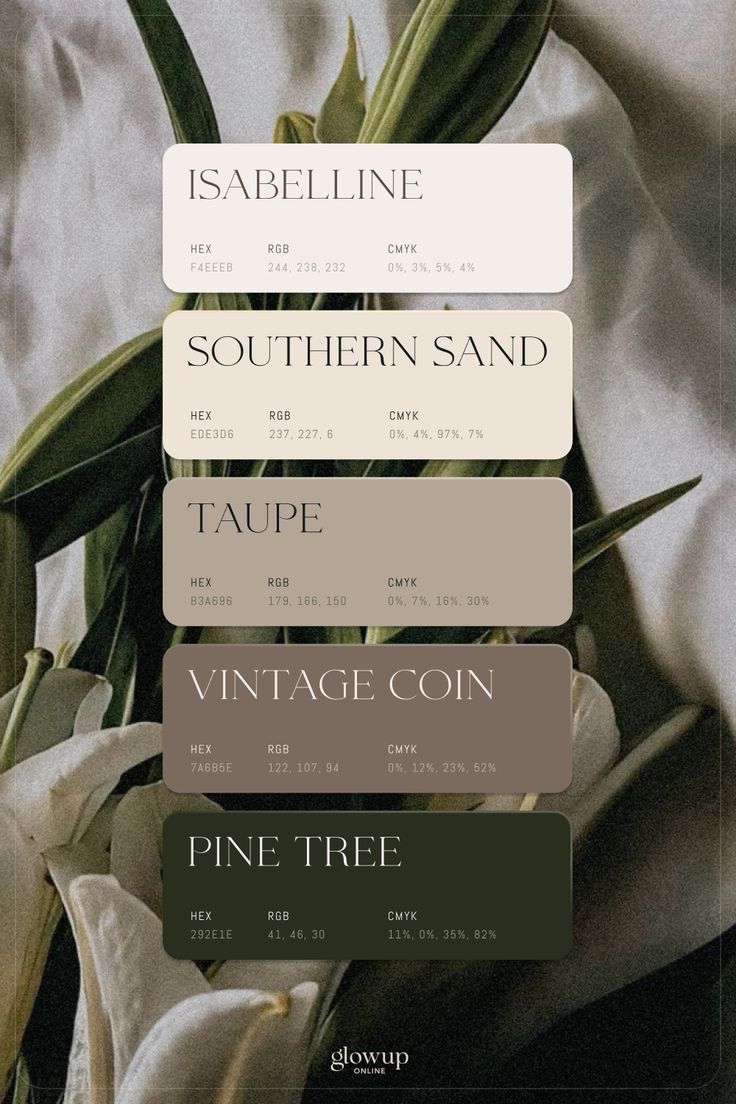 ISABELLINE
HEX RGB CMYK
F4EEEB 244, 238, 232 0%, 3%, 5%, 4%
SOUTHERN SAND
HEX RGB CMYK
EDE3D6 237, 227, 6 0%, 4%, 97%, 7%
TAUPE
HEX RGB CMYK
B3A696 179, 166, 150 0%, 7%, 16%, 30%
VINTAGE COIN
HEX RGB CMYK
7A6B5E 122, 107, 94 0%, 12%, 23%, 52%
PINE TREE
HEX RGB CMYK
292E1E 41, 46, 30 11%, 0%, 35%, 82%
glowup
ONLINE